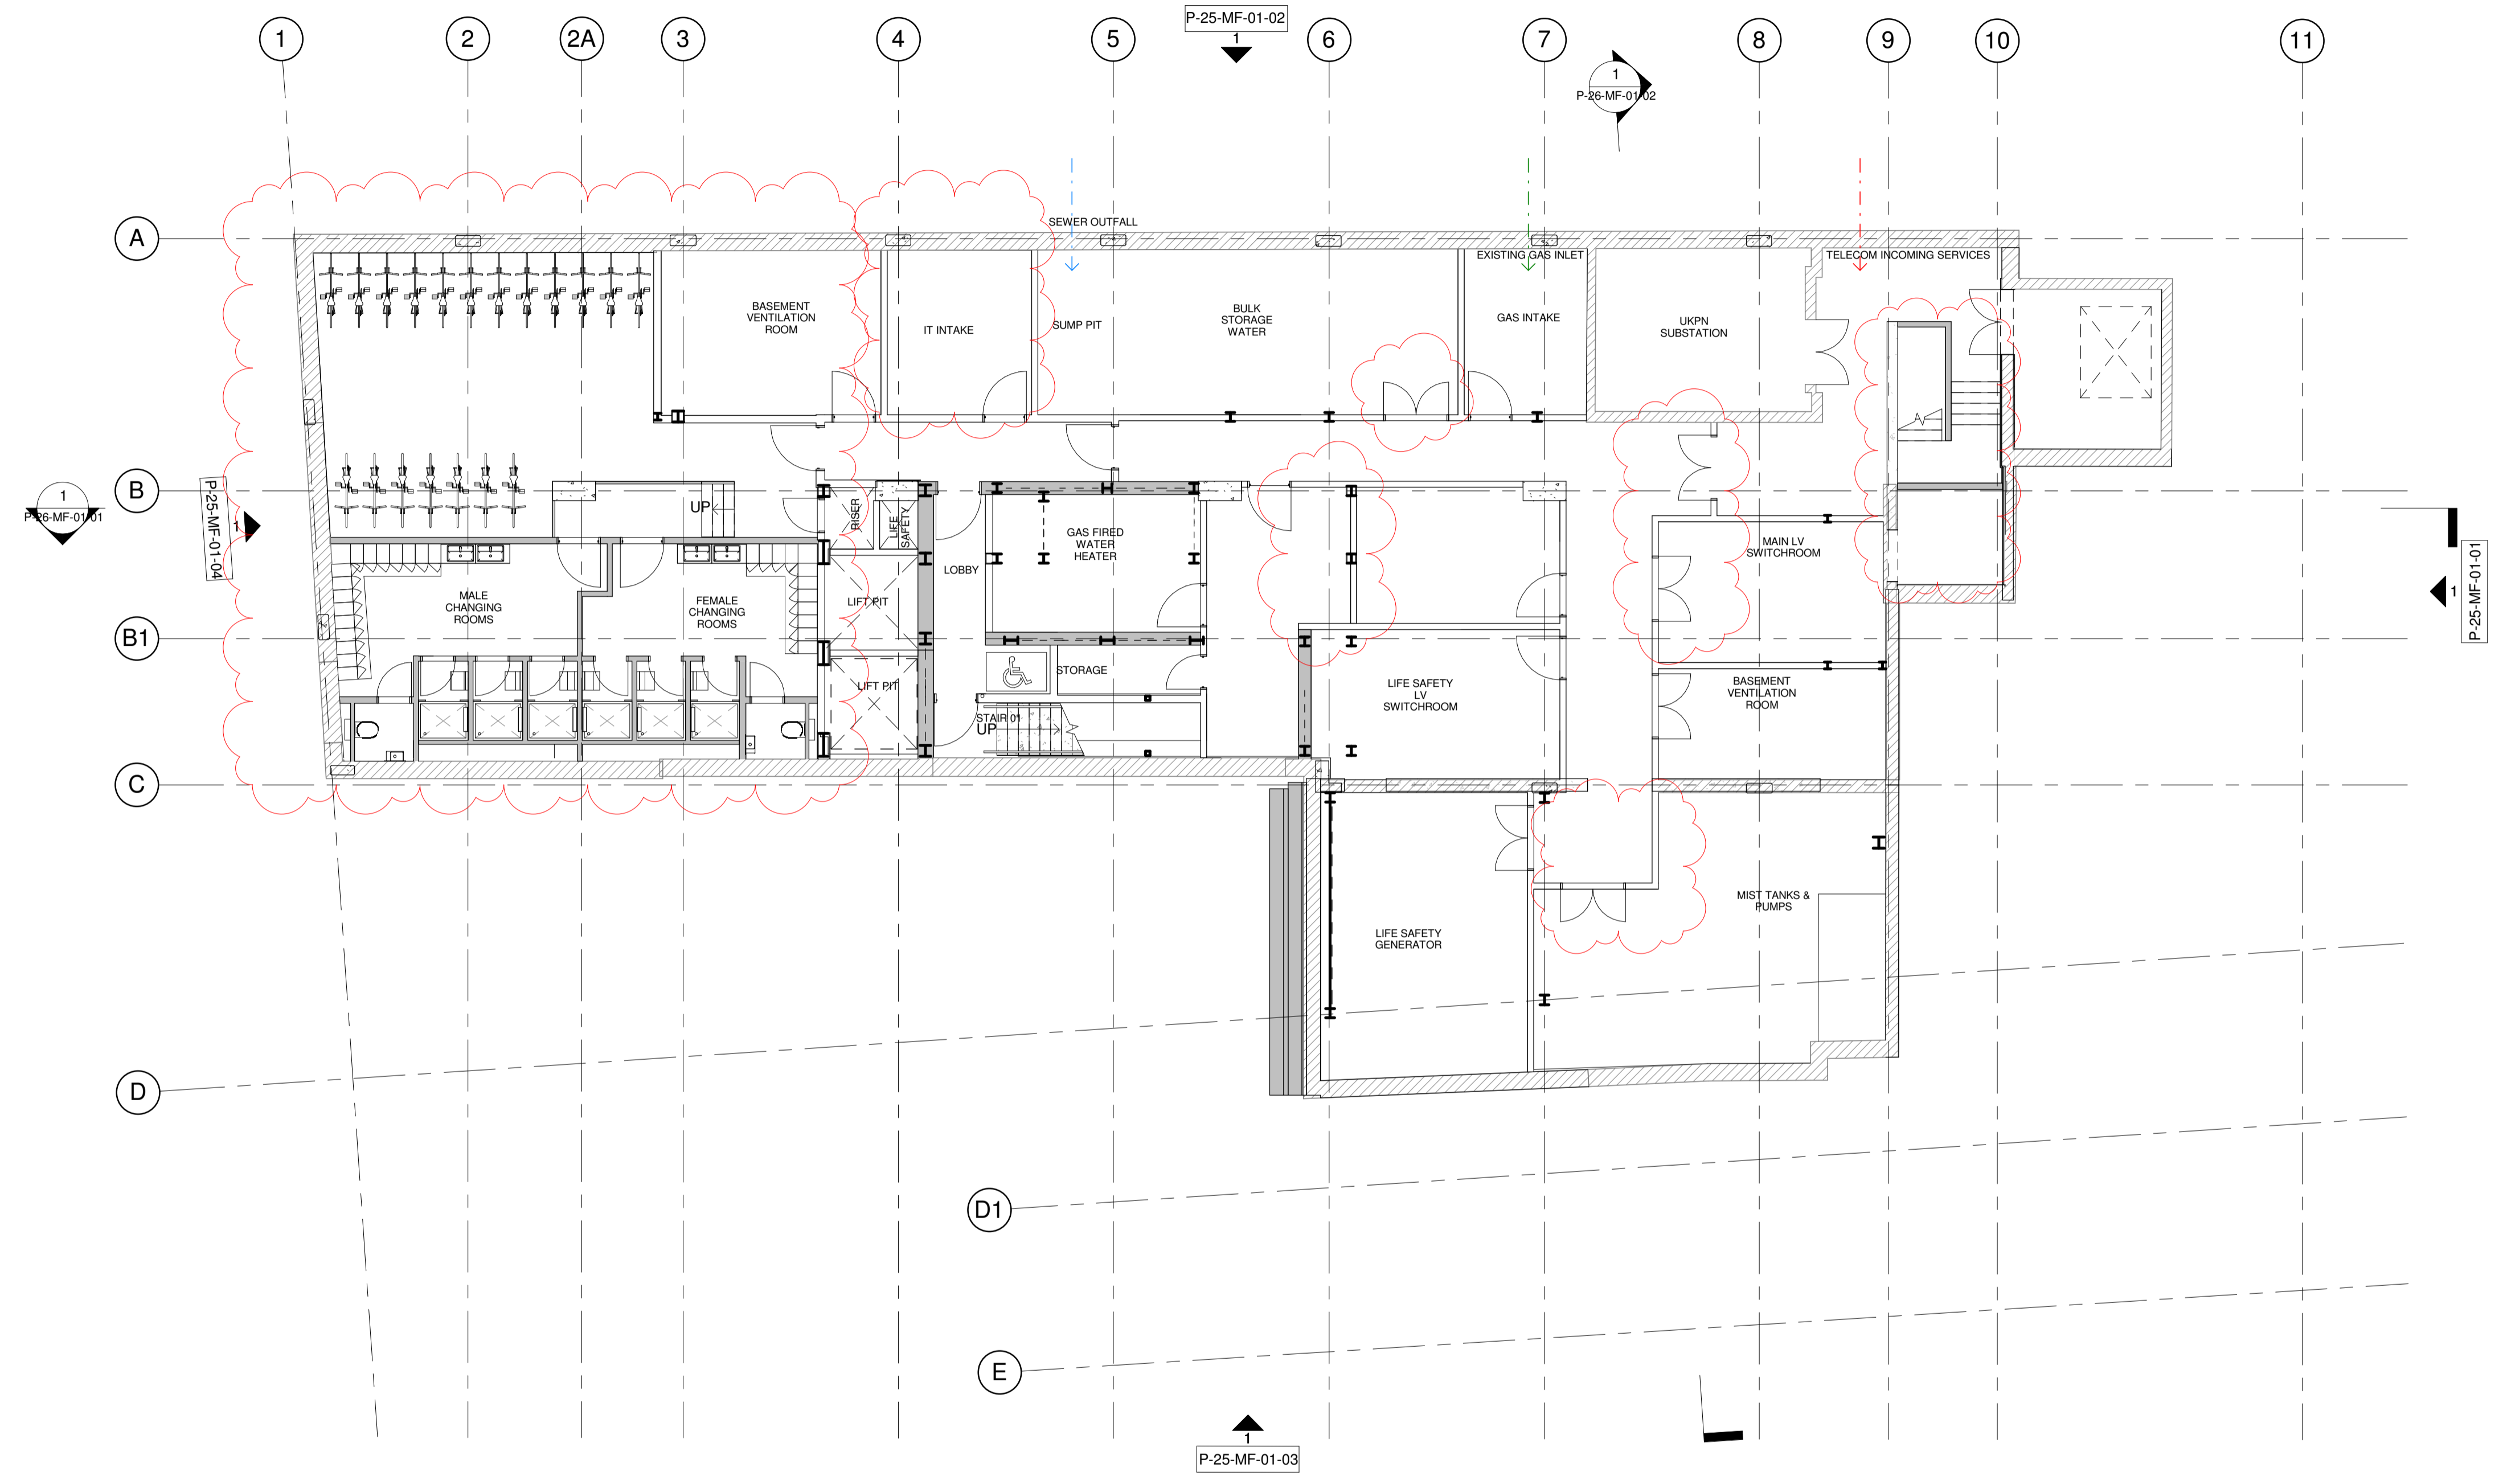 P-25-MF-01-02
1
1
2
2A
3
4
5
6
7
8
9
10
11
1
P-26-MF-01-02
A
SEWER OUTFALL
EXISTING GAS INLET
TELECOM INCOMING SERVICES
BASEMENT
VENTILATION
ROOM
IT INTAKE
SUMP PIT
BULK
STORAGE
WATER
GAS INTAKE
UKPN
SUBSTATION
B
1
P-26-MF-01-01
P-25-MF-01-04
1
UP
RISER
LIFE
SAFETY
GAS FIRED
WATER
HEATER
MAIN LV
SWITCHROOM
LOBBY
P-25-MF-01-01
1
MALE
CHANGING
ROOMS
FEMALE
CHANGING
ROOMS
LIFT PIT
B1
STORAGE
LIFT PIT
LIFE SAFETY
LV
SWITCHROOM
BASEMENT
VENTILATION
ROOM
STAIR 01
UP
C
MIST TANKS &
PUMPS
LIFE SAFETY
GENERATOR
D
D1
E
1
P-25-MF-01-03